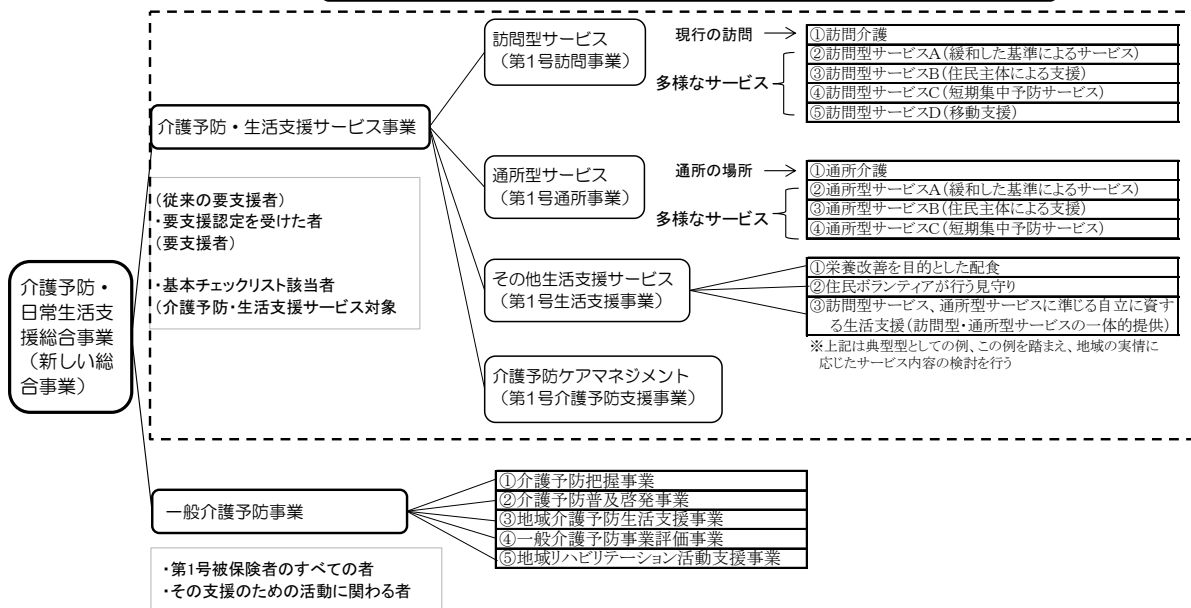 介護予防・
日常生活支
援総合事業
（新しい総
合事業）
介護予防・生活支援サービス事業
(従来の要支援者)
・要支援認定を受けた者
(要支援者)
・基本チェックリスト該当者
(介護予防・生活支援サービス対象
訪問型サービス
（第1号訪問事業）
現行の訪問
多様なサービス
①訪問介護
②訪問型サービスA(緩和した基準によるサービス)
③訪問型サービスB(住民主体による支援)
④訪問型サービスC(短期集中予防サービス)
⑤訪問型サービスD(移動支援)
通所型サービス
（第1号通所事業）
通所の場所
多様なサービス
①通所介護
②通所型サービスA(緩和した基準によるサービス)
③通所型サービスB(住民主体による支援)
④通所型サービスC(短期集中予防サービス)
その他生活支援サービス
（第1号生活支援事業）
①栄養改善を目的とした配食
②住民ボランティアが行う見守り
③訪問型サービス、通所型サービスに準じる自立に資す
る生活支援(訪問型・通所型サービスの一体的提供)
※上記は典型型としての例、この例を踏まえ、地域の実情に
応じたサービス内容の検討を行う
介護予防ケアマネジメント
（第1号介護予防支援事業）
一般介護予防事業
・第1号被保険者のすべての者
・その支援のための活動に関わる者
①介護予防把握事業
②介護予防普及啓発事業
③地域介護予防生活支援事業
④一般介護予防事業評価事業
⑤地域リハビリテーション活動支援事業